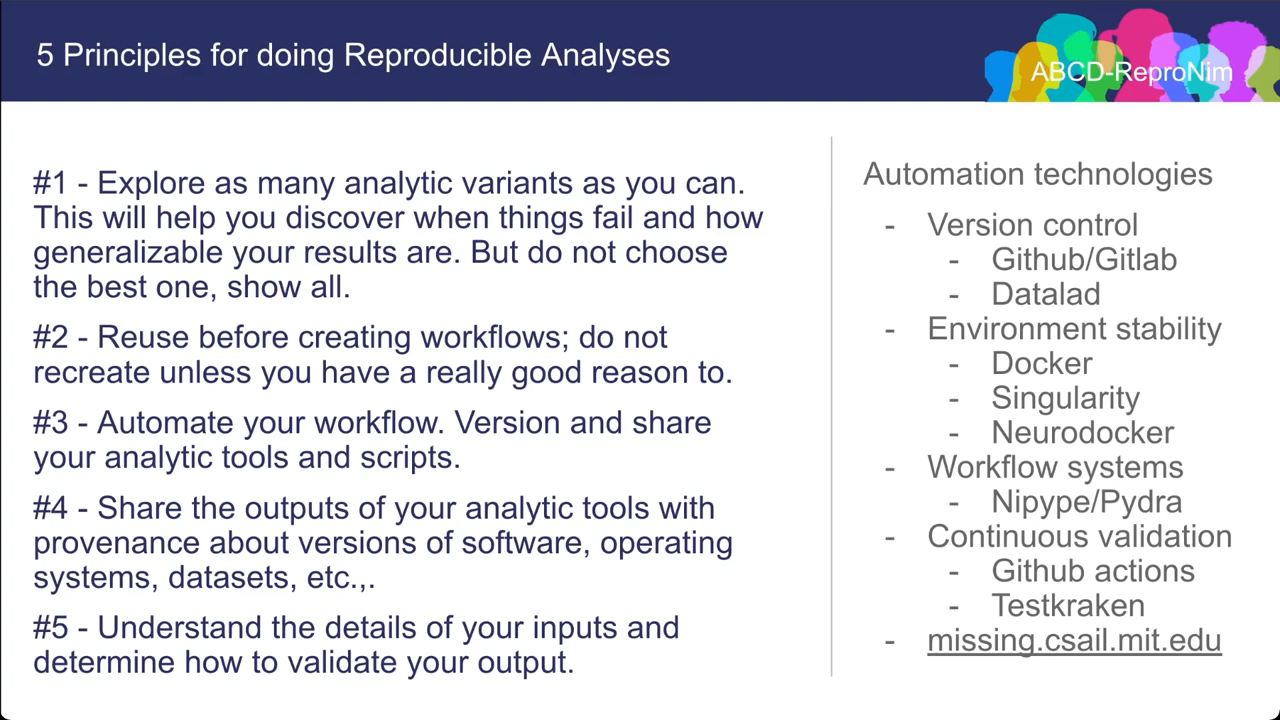 5 Principles for doing Reproducible Analyses
ABCD-ReproNim
#1 - Explore as many analytic variants as you can.
This will help you discover when things fail and how
generalizable your results are. But do not choose
the best one, show all.
#2 - Reuse before creating workflows; do not
recreate unless you have a really good reason to.
#3 - Automate your workflow. Version and share
your analytic tools and scripts.
#4 - Share the outputs of your analytic tools with
provenance about versions of software, operating
systems, datasets, etc.,.
#5 - Understand the details of your inputs and
determine how to validate your output.
Automation technologies
- Version control
- Github/Gitlab
- Datalad
- Environment stability
- Docker
- Singularity
- Neurodocker
- Workflow systems
- Nipype/Pydra
- Continuous validation
- Github actions
- Testkraken
- missing.csail.mit.edu